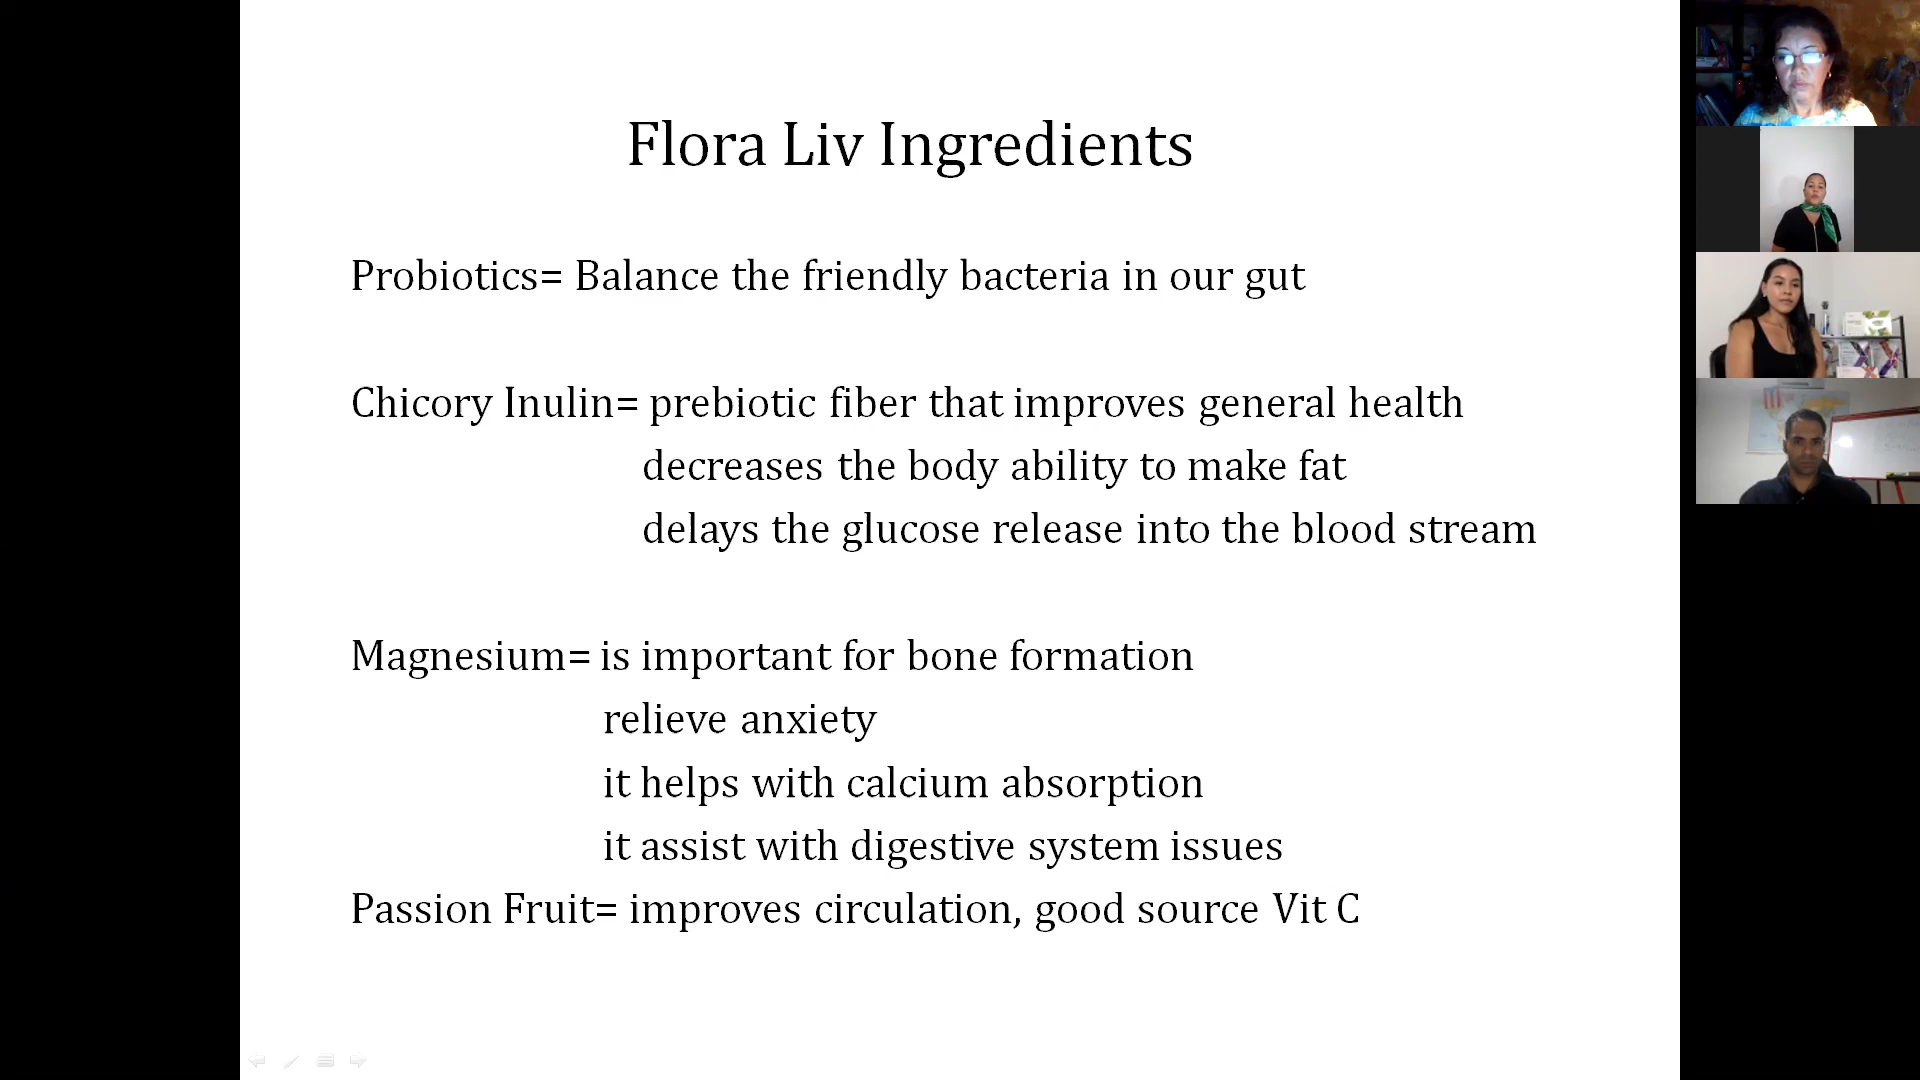 Flora Liv Ingredients
Probiotics= Balance the friendly bacteria in our gut
Chicory Inulin= prebiotic fiber that improves general health
decreases the body ability to make fat
delays the glucose release into the blood stream
Magnesium= is important for bone formation
relieve anxiety
it helps with calcium absorption
it assist with digestive system issues
Passion Fruit= improves circulation, good source Vit C